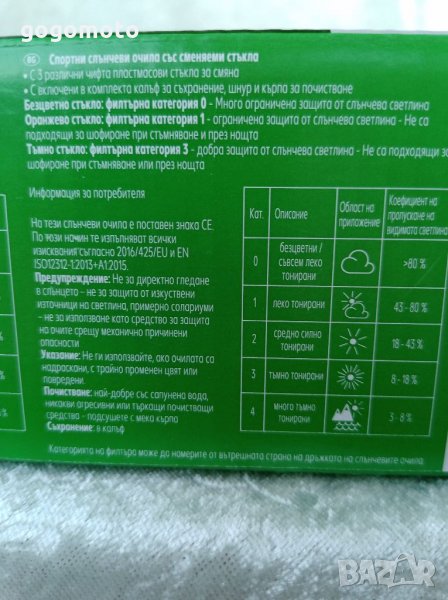 gogomoto
BG Спортни слънчеви очила със сменяеми стъкла
• С 3 различни чифта пластмасови стъкла за смяна
• С включени в комплекта калъф за съхранение, шнур и кърпа за почистване
Безцветно стъкло: филтърна категория 0 - Много ограничена защита от слънчева светлина
Оранжево стъкло: филтърна категория 1 - ограничена защита от слънчева светлина - Не са
подходящи за шофиране при стъмняване и през нощта
Тъмно стъкло: филтърна категория 3 - добра защита от слънчева светлина - Не са подходящи за
шофиране при стъмняване или през нощта
Информация за потребителя
На тези слънчеви очила е поставен знака CE.
По този начин те изпълняват всички
изисквания съгласно 2016/425/EU и EN
ISO12312-1:2013+A1:2015.
Предупреждение: Не за директно гледане
в слънцето - не за защита от изкуствени
източници на светлина, примерно солариуми
- не за използване като средство за защита
на очите срещу механично причинени
опасности
Указание: Не ги използвайте, ако очилата са
надраскани, с трайно променен цвят или
повредени
Почистване: най-добре със сапунена вода,
никакви агресивни или търкащи почистващи
средства - подсушете с мека кърпа
Съхранение: в калъф
Кат. Описание Област на приложение Коефициент на пропускане на видимата светлина
0 безцветни / съвсем леко тонирани >80 %
1 леко тонирани 43 - 80 %
2 средно силно тонирани 18 - 43%
3 тъмно тонирани 8 - 18 %
4 много тъмно тонирани 3 - 8 %
Категорията на филтъра може да намерите от вътрешната страна на дръжката на слънчевите очила.
BAZAR